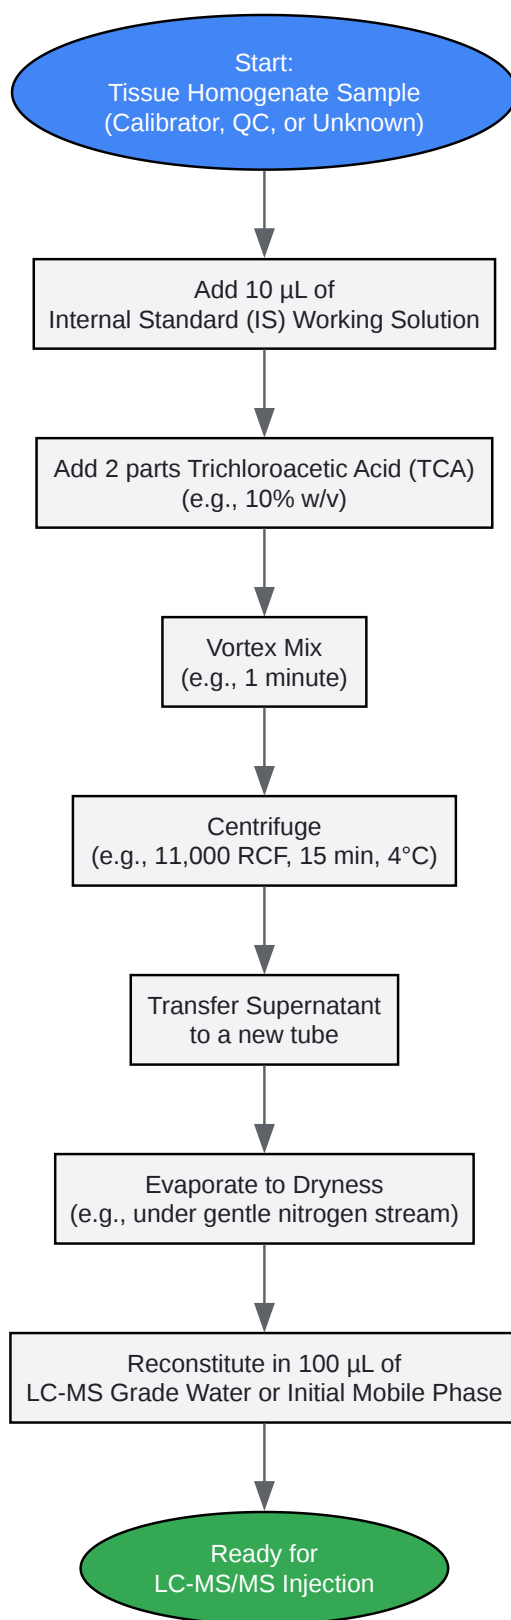 Start:
Tissue Homogenate Sample
(Calibrator, QC, or Unknown)
Add 10 µL of
Internal Standard (IS) Working Solution
Add 2 parts Trichloroacetic Acid (TCA)
(e.g., 10% w/v)
Vortex Mix
(e.g., 1 minute)
Centrifuge
(e.g., 11,000 RCF, 15 min, 4°C)
Transfer Supernatant
to a new tube
Evaporate to Dryness
(e.g., under gentle nitrogen stream)
Reconstitute in 100 µL of
LC-MS Grade Water or Initial Mobile Phase
Ready for
LC-MS/MS Injection